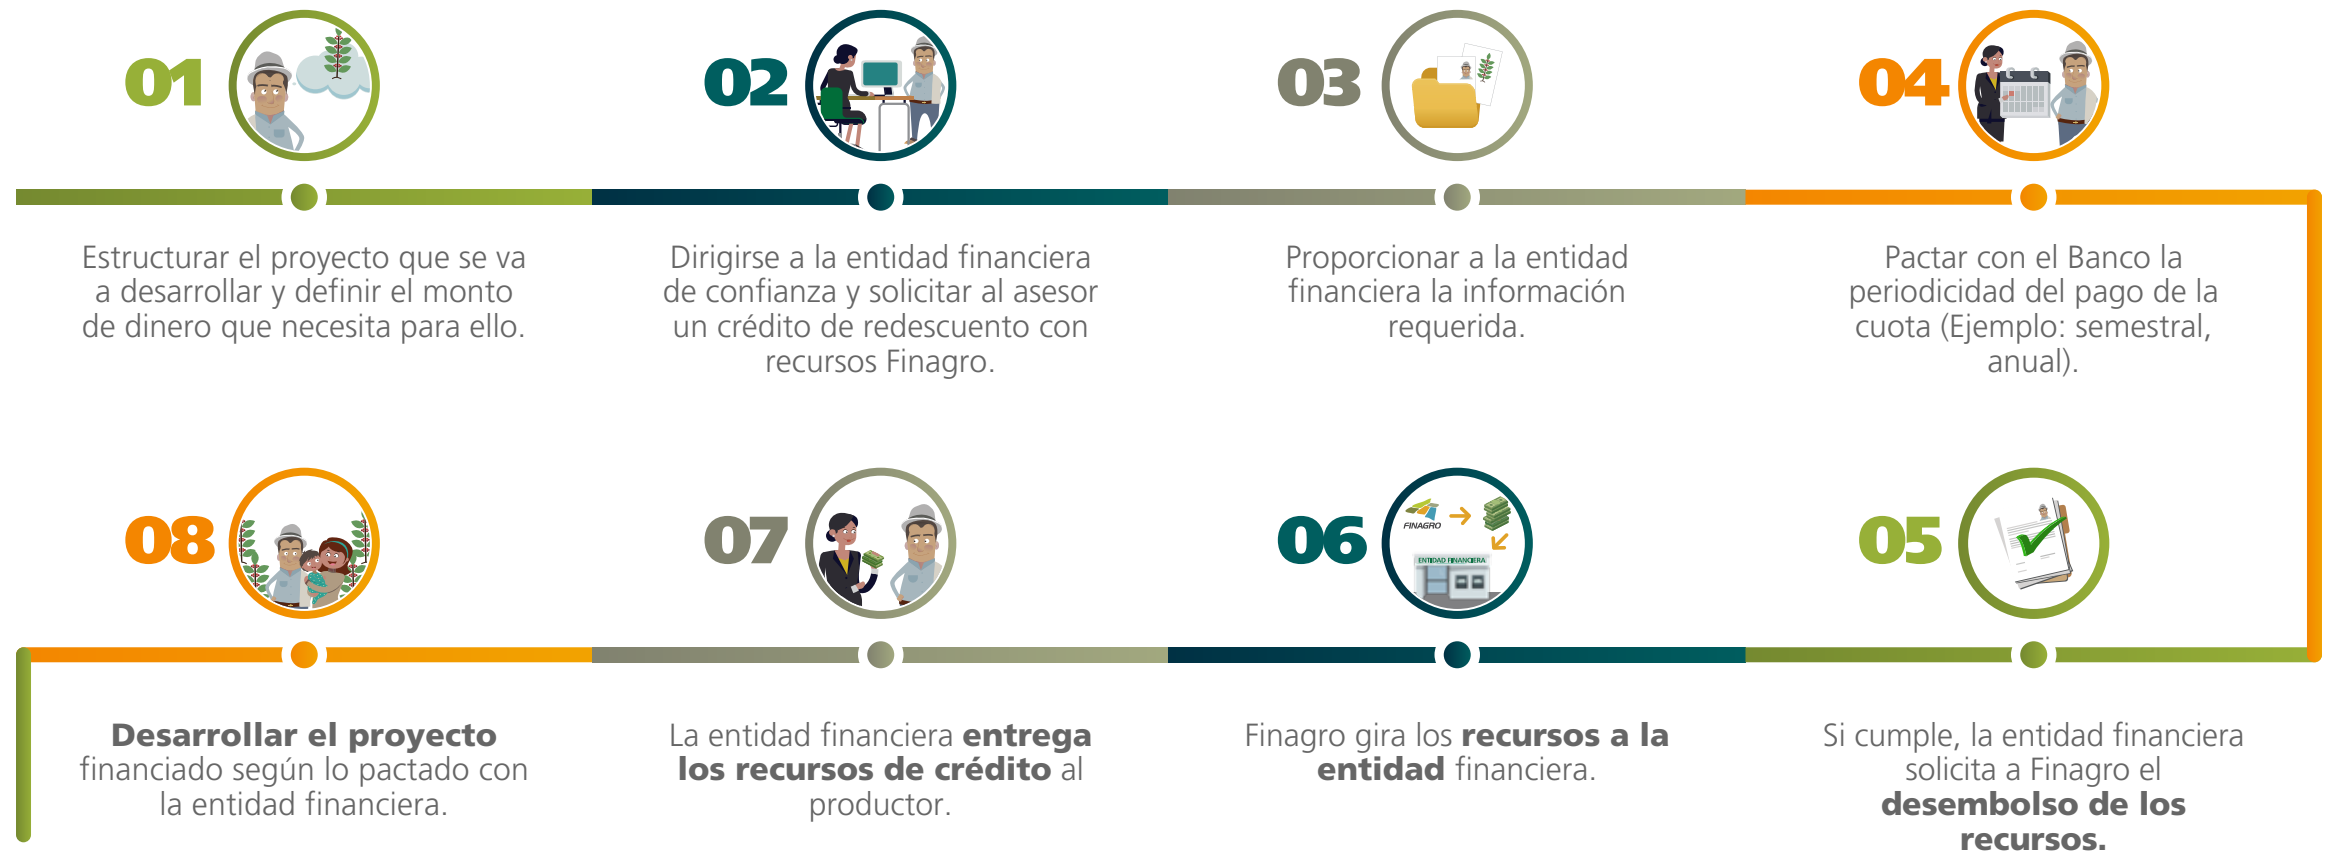 01
Estructurar el proyecto que se va
a desarrollar y definir el monto
de dinero que necesita para ello.
02
Dirigirse a la entidad financiera
de confianza y solicitar al asesor
un crédito de redescuento con
recursos Finagro.
03
Proporcionar a la entidad
financiera la información
requerida.
04
Pactar con el Banco la
periodicidad del pago de la
cuota (Ejemplo: semestral,
anual).
05
Si cumple, la entidad financiera
solicita a Finagro el
desembolso de los
recursos.
06
FINAGRO
ENTIDAD FINANCIERA
Finagro gira los recursos a la
entidad financiera.
07
La entidad financiera entrega
los recursos de crédito al
productor.
08
Desarrollar el proyecto
financiado según lo pactado con
la entidad financiera.